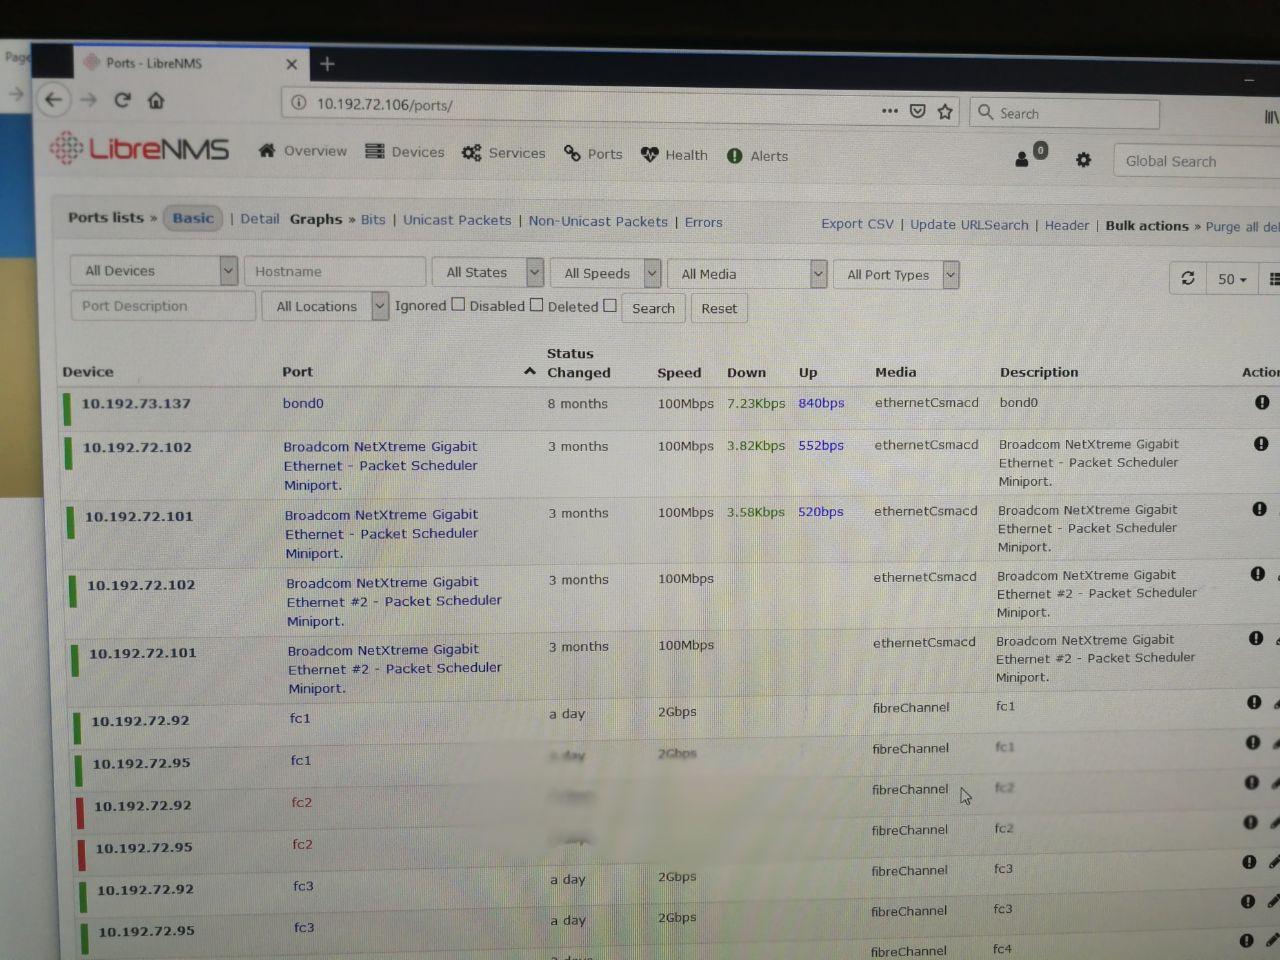 Page
Ports - LibreNMS
10.192.72.106/ports/
Search
LibreNMS Overview Devices Services Ports Health Alerts 0 Global Search
Ports lists » Basic | Detail Graphs » Bits | Unicast Packets | Non-Unicast Packets | Errors Export CSV | Update URLSearch | Header | Bulk actions » Purge all del
All Devices Hostname All States All Speeds All Media All Port Types 50
Port Description All Locations Ignored Disabled Deleted Search Reset
Device Port Status Changed Speed Down Up Media Description Action
10.192.73.137 bond0 8 months 100Mbps 7.23Kbps 840bps ethernetCsmacd bond0
10.192.72.102 Broadcom NetXtreme Gigabit 3 months 100Mbps 3.82Kbps 552bps ethernetCsmacd Broadcom NetXtreme Gigabit
Ethernet - Packet Scheduler Ethernet - Packet Scheduler
Miniport. Miniport.
10.192.72.101 Broadcom NetXtreme Gigabit 3 months 100Mbps 3.58Kbps 520bps ethernetCsmacd Broadcom NetXtreme Gigabit
Ethernet - Packet Scheduler Ethernet - Packet Scheduler
Miniport. Miniport.
10.192.72.102 Broadcom NetXtreme Gigabit 3 months 100Mbps ethernetCsmacd Broadcom NetXtreme Gigabit
Ethernet #2 - Packet Scheduler Ethernet #2 - Packet Scheduler
Miniport. Miniport.
10.192.72.101 Broadcom NetXtreme Gigabit 3 months 100Mbps ethernetCsmacd Broadcom NetXtreme Gigabit
Ethernet #2 - Packet Scheduler Ethernet #2 - Packet Scheduler
Miniport. Miniport.
10.192.72.92 fc1 a day 2Gbps fibreChannel fc1
10.192.72.95 fc1 day 2Gbps fibreChannel fc1
10.192.72.92 fc2 fibreChannel fc2
10.192.72.95 fc2 fibreChannel fc2
10.192.72.92 fc3 a day 2Gbps fibreChannel fc3
10.192.72.95 fc3 a day 2Gbps fibreChannel fc3
fibreChannel fc4